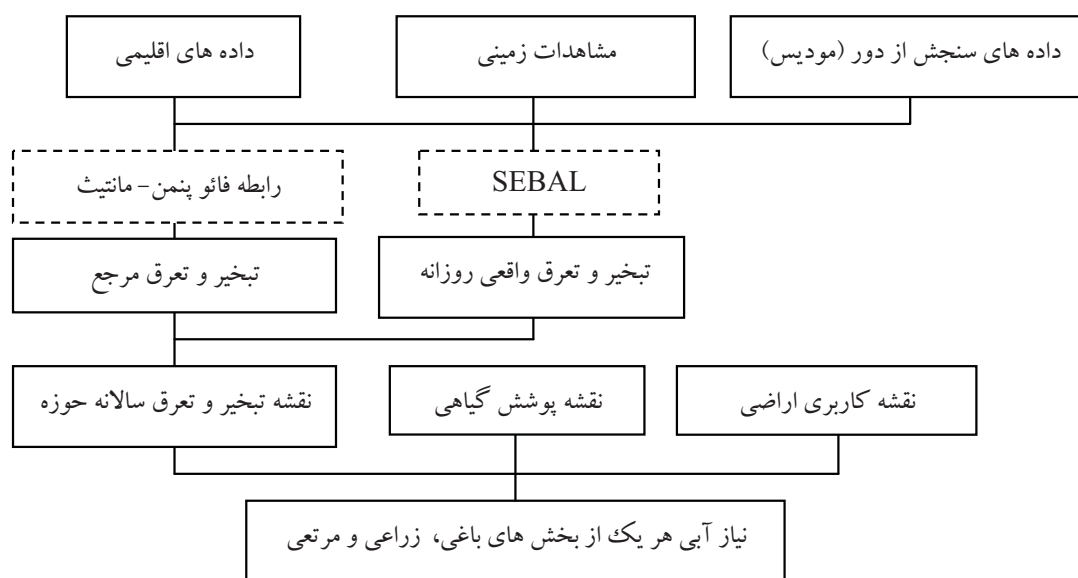 داده های سنجش از دور (مودیس)
مشاهدات زمینی
داده های اقلیمی
SEBAL
رابطه فائو پنمن - مانتیث
تبخیر و تعرق واقعی روزانه
تبخیر و تعرق مرجع
نقشه کاربری اراضی
نقشه پوشش گیاهی
نقشه تبخیر و تعرق سالانه حوزه
نیاز آبی هر یک از بخش های باغی، زراعی و مرتعی